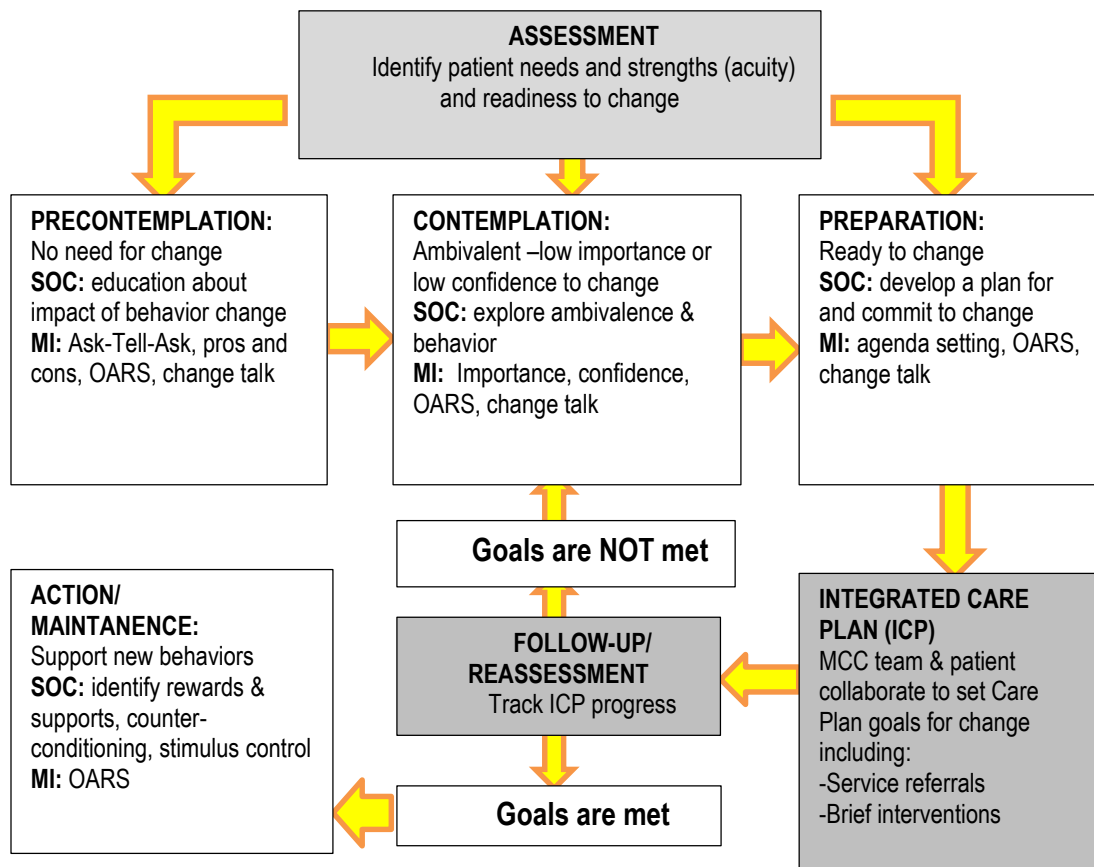 ASSESSMENT
Identify patient needs and strengths (acuity)
and readiness to change
PRECONTEMPLATION:
No need for change
SOC: education about
impact of behavior change
MI: Ask-Tell-Ask, pros and
cons, OARS, change talk
CONTEMPLATION:
Ambivalent –low importance or
low confidence to change
SOC: explore ambivalence &
behavior
MI: Importance, confidence,
OARS, change talk
PREPARATION:
Ready to change
SOC: develop a plan for
and commit to change
MI: agenda setting, OARS,
change talk
Goals are NOT met
ACTION/
MAINTANENCE:
Support new behaviors
SOC: identify rewards &
supports, counter-
conditioning, stimulus control
MI: OARS
FOLLOW-UP/
REASSESSMENT
Track ICP progress
INTEGRATED CARE
PLAN (ICP)
MCC team & patient
collaborate to set Care
Plan goals for change
including:
-Service referrals
-Brief interventions
Goals are met